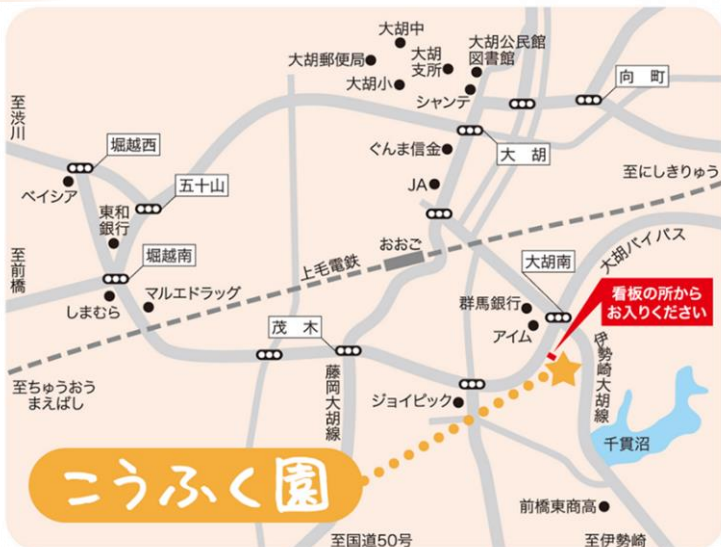 大胡中
大胡郵便局
大胡
支所
大胡公民館
図書館
大胡小
シャンテ
向町
至渋川
堀越西
ベイシア
五十山
東和
銀行
ぐんま信金
大胡
JA
至にしきりゅう
至前橋
堀越南
しまむら
マルエドラッグ
上毛電鉄
おおご
大胡南
大胡バイパス
群馬銀行
アイム
看板の所から
お入りください
茂木
至ちゅうおう
まえばし
藤岡大胡線
ジョイピック
伊勢崎大胡線
千貫沼
こうふく園
前橋東商高
至国道50号
至伊勢崎